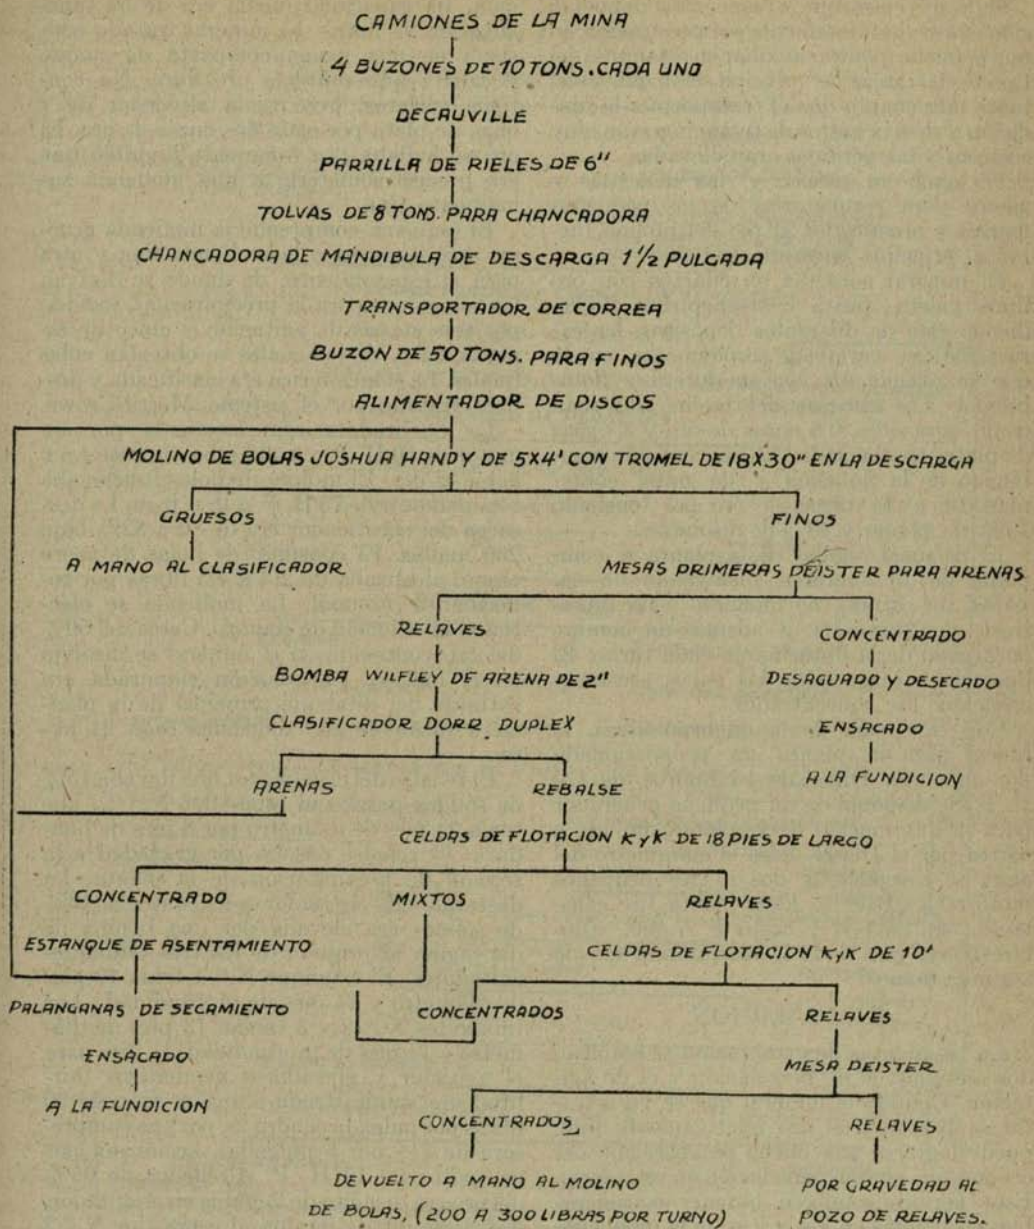 CAMIONES DE LA MINA
4 BUZONES DE 10 TONS. CADA UNO
DECAUVILLE
PARRILLA DE RIELES DE 6"
TOLVAS DE 8 TONS. PARA CHANCADORA
CHANCADORA DE MANDIBULA DE DESCARGA 1½ PULGADA
TRANSPORTADOR DE CORREA
BUZON DE 50 TONS. PARA FINOS
ALIMENTADOR DE DISCOS
MOLINO DE BOLAS JOSHUA HANDY DE 5X4' CON TROMEL DE 18X30" EN LA DESCARGA
GRUESOS FINOS
A MANO AL CLASIFICADOR MESAS PRIMERAS DEISTER PARA ARENAS
RELAVES CONCENTRADO
BOMBA WILFLEY DE ARENA DE 2" DESAGUADO Y DESECADO
CLASIFICADOR DORR DUPLEX ENSACADO
ARENAS REBALSE A LA FUNDICION
CELDAS DE FLOTACION K y K DE 18 PIES DE LARGO
CONCENTRADO MIXTOS RELAVES
ESTANQUE DE ASENTAMIENTO CELDAS DE FLOTACION K y K DE 10'
PALANGANAS DE SECAMIENTO CONCENTRADOS RELAVES
ENSACADO MESA DEISTER
A LA FUNDICION CONCENTRADOS RELAVES
DEVUELTO A MANO AL MOLINO POR GRAVEDAD AL
DE BOLAS, (200 A 300 LIBRAS POR TURNO) POZO DE RELAVES.